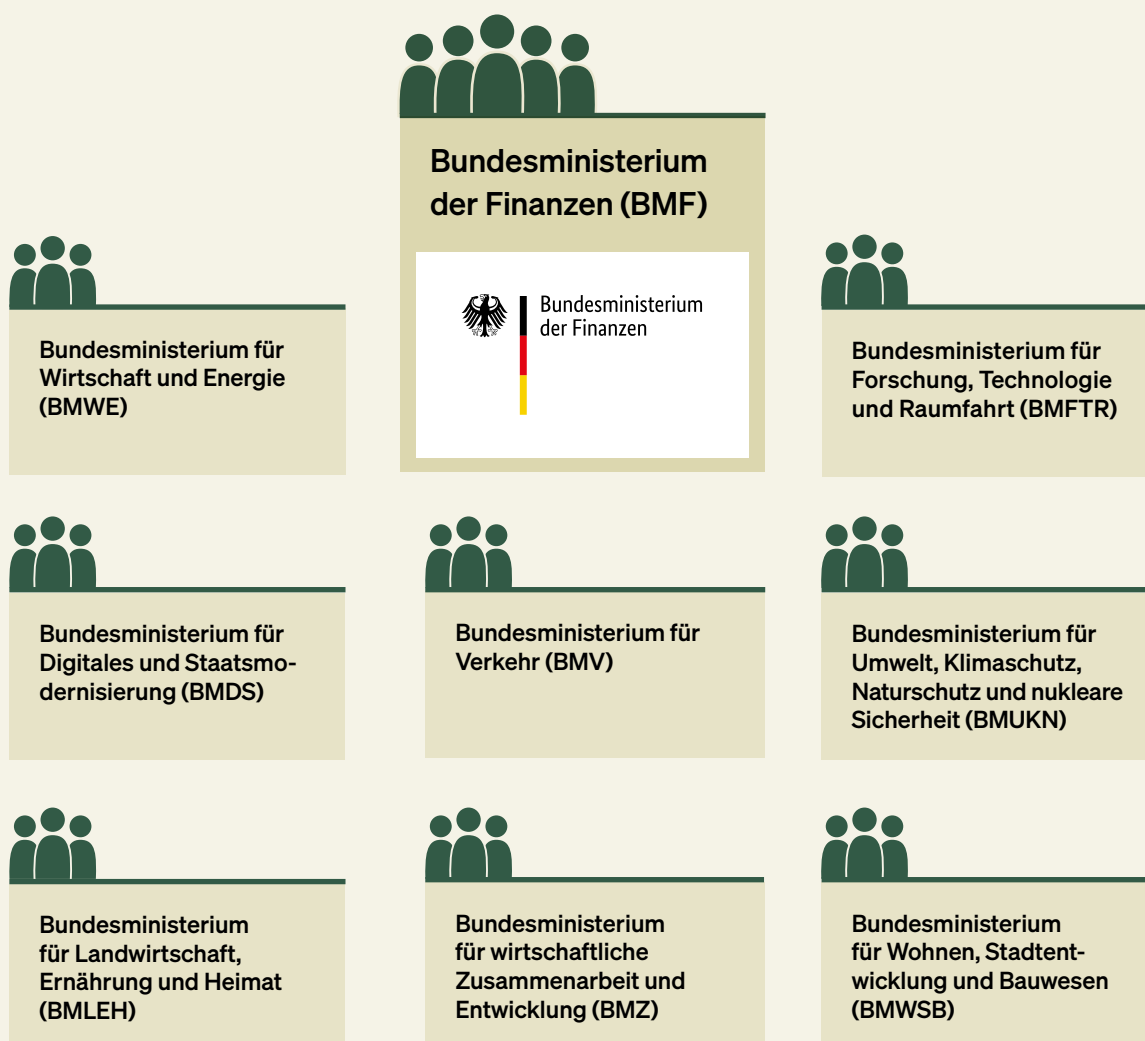 Bundesministerium
der Finanzen (BMF)
Bundesministerium
der Finanzen
Bundesministerium für
Wirtschaft und Energie
(BMWE)
Bundesministerium für
Forschung, Technologie
und Raumfahrt (BMFTR)
Bundesministerium für
Digitales und Staatsmo-
dernisierung (BMDS)
Bundesministerium für
Verkehr (BMV)
Bundesministerium für
Umwelt, Klimaschutz,
Naturschutz und nukleare
Sicherheit (BMUKN)
Bundesministerium
für Landwirtschaft,
Ernährung und Heimat
(BMLEH)
Bundesministerium
für wirtschaftliche
Zusammenarbeit und
Entwicklung (BMZ)
Bundesministerium
für Wohnen, Stadtent-
wicklung und Bauwesen
(BMWSB)